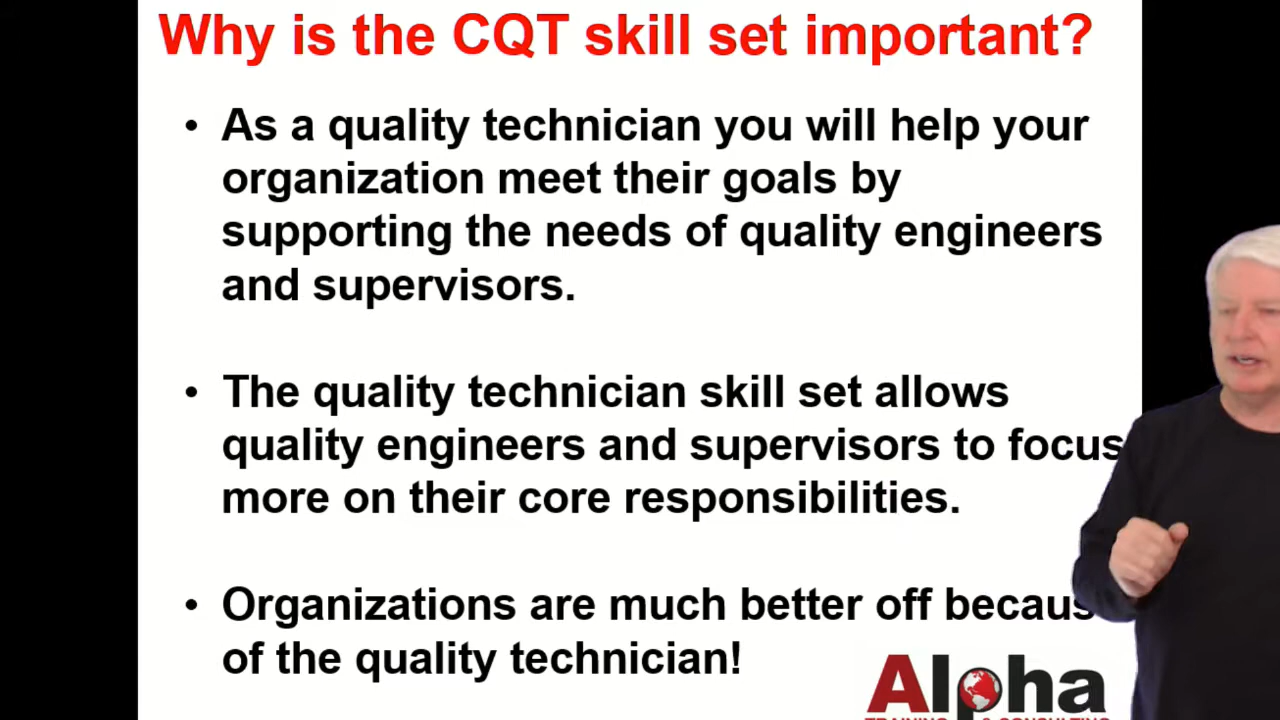 Why is the CQT skill set important?
• As a quality technician you will help your
organization meet their goals by
supporting the needs of quality engineers
and supervisors.
• The quality technician skill set allows
quality engineers and supervisors to focus
more on their core responsibilities.
• Organizations are much better off becaus
of the quality technician!
Alpha
TRAINING & CONSULTING